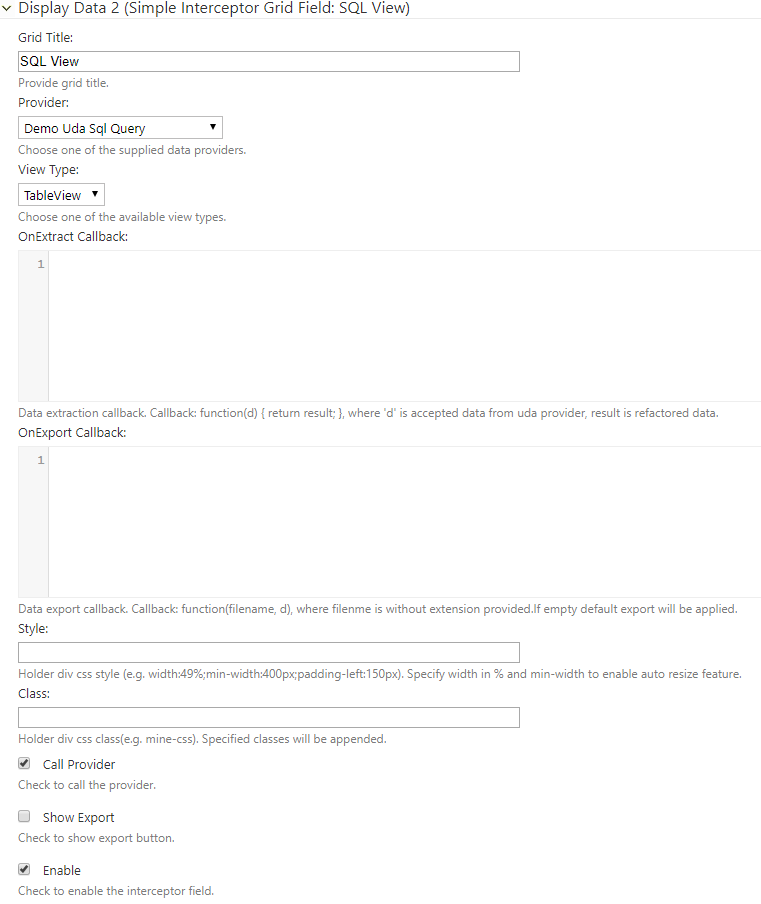 Display Data 2 (Simple Interceptor Grid Field: SQL View)
Grid Title:
SQL View
Provide grid title.
Provider:
Demo Uda Sql Query
Choose one of the supplied data providers.
View Type:
TableView
Choose one of the available view types.
OnExtract Callback:
1
Data extraction callback. Callback: function(d) { return result; }, where 'd' is accepted data from uda provider, result is refactored data.
OnExport Callback:
1
Data export callback. Callback: function(filename, d), where filenme is without extension provided.If empty default export will be applied.
Style:
Holder div css style (e.g. width:49%;min-width:400px;padding-left:150px). Specify width in % and min-width to enable auto resize feature.
Class:
Holder div css class(e.g. mine-css). Specified classes will be appended.
Call Provider
Check to call the provider.
Show Export
Check to show export button.
Enable
Check to enable the interceptor field.